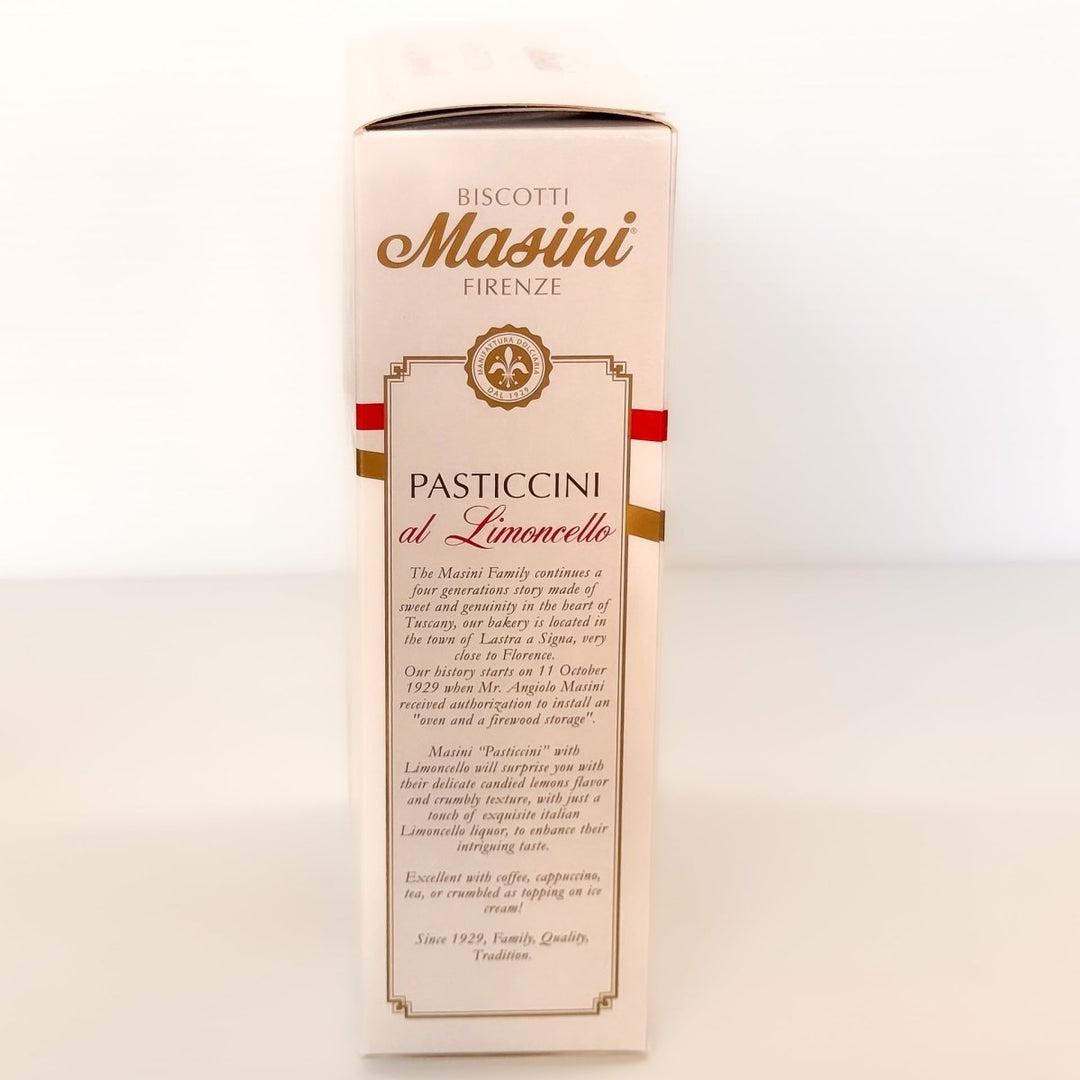 BISCOTTI
Masini®
FIRENZE
MANIFATTURA DOLCIARIA
DAL 1929
PASTICCINI
al Limoncello
The Masini Family continues a
four generations story made of
sweet and genuinity in the heart of
Tuscany, our bakery is located in
the town of Lastra a Signa, very
close to Florence.
Our history starts on 11 October
1929 when Mr. Angiolo Masini
received authorization to install an
"oven and a firewood storage".
Masini “Pasticcini” with
Limoncello will surprise you with
their delicate candied lemons flavor
and crumbly texture, with just a
touch of exquisite italian
Limoncello liquor, to enhance their
intriguing taste.
Excellent with coffee, cappuccino,
tea, or crumbled as topping on ice
cream!
Since 1929, Family, Quality,
Tradition.